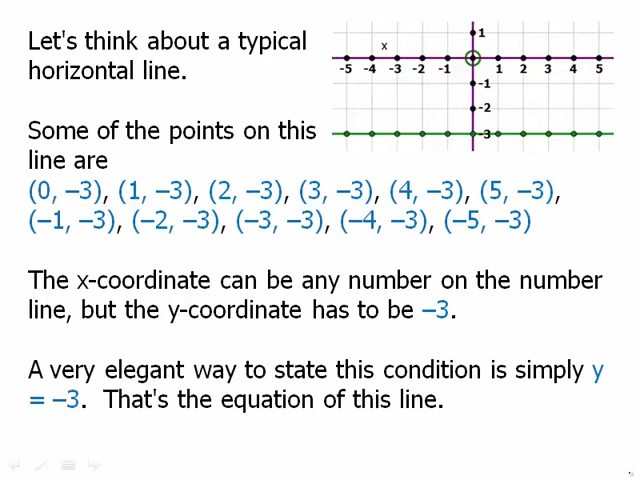 Let's think about a typical
horizontal line.
x
1
-5 -4 -3 -2 -1 1 2 3 4 5
-1
-2
-3
Some of the points on this
line are
(0, –3), (1, –3), (2, –3), (3, –3), (4, –3), (5, –3),
(–1, –3), (–2, –3), (–3, –3), (–4, –3), (–5, –3)
The x-coordinate can be any number on the number
line, but the y-coordinate has to be –3.
A very elegant way to state this condition is simply y
= –3.  That's the equation of this line.